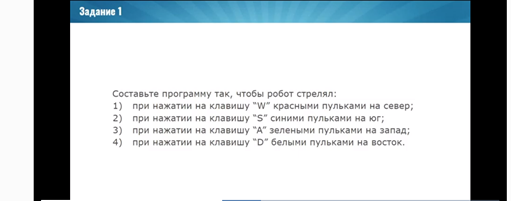 Задание 1
Составьте программу так, чтобы робот стрелял:
1) при нажатии на клавишу “W” красными пульками на север;
2) при нажатии на клавишу “S” синими пульками на юг;
3) при нажатии на клавишу “A” зелеными пульками на запад;
4) при нажатии на клавишу “D” белыми пульками на восток.